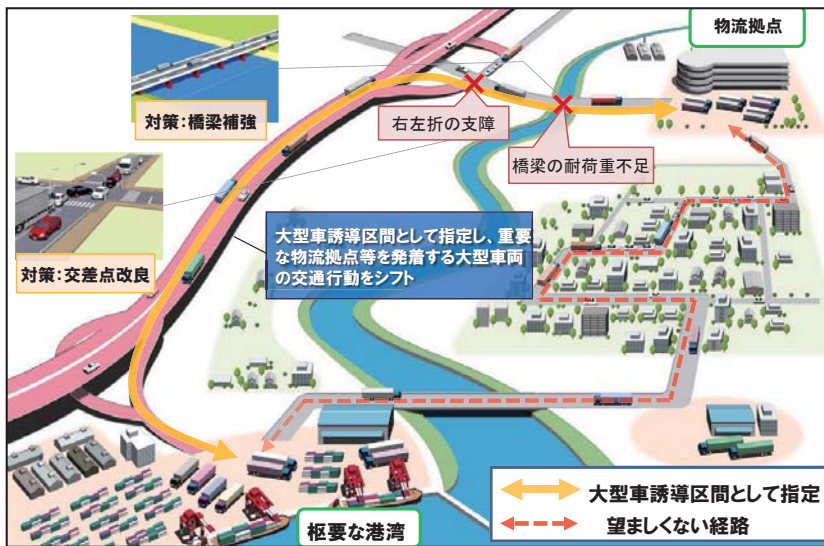 物流拠点
対策:橋梁補強
右左折の支障
橋梁の耐荷重不足
対策:交差点改良
大型車誘導区間として指定し、重要
な物流拠点等を発着する大型車両
の交通行動をシフト
枢要な港湾
大型車誘導区間として指定
望ましくない経路